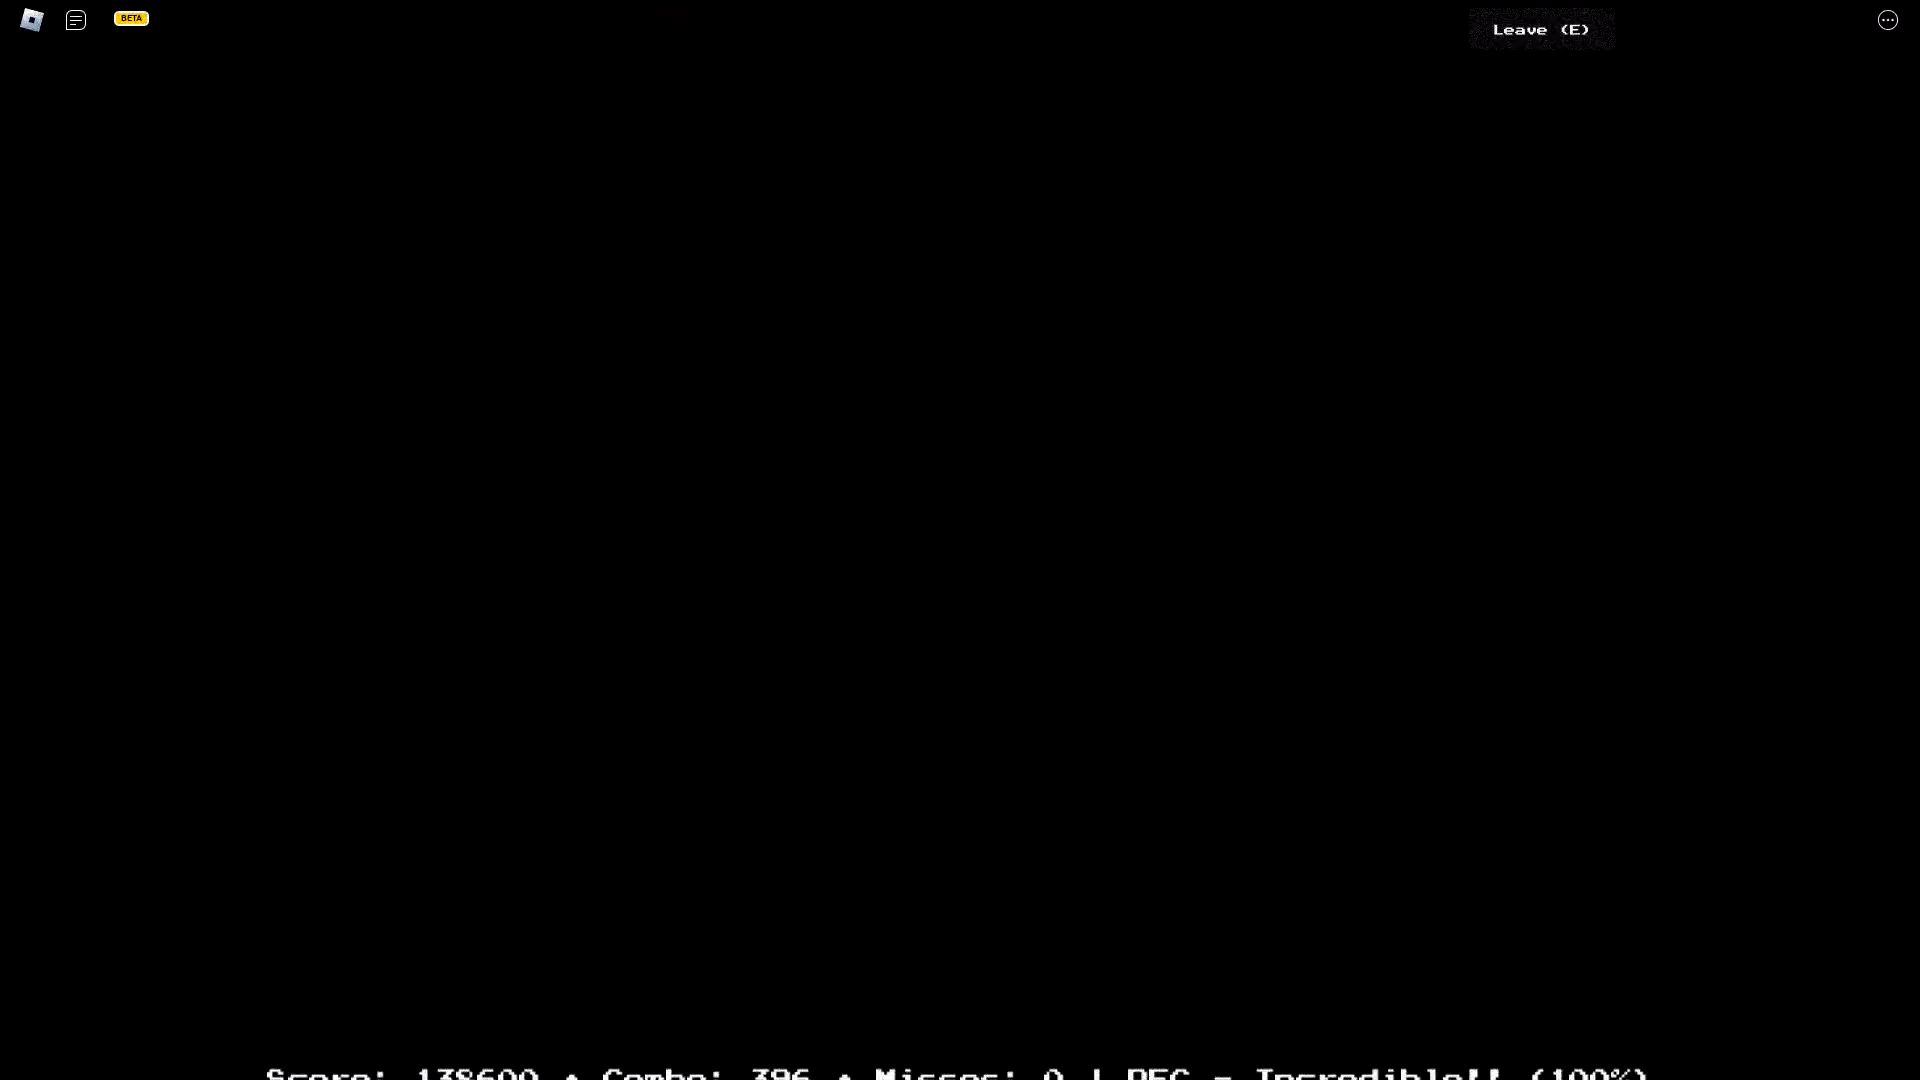 BETA
Leave (E)
Score: 138600 • Combo: 396 • Misses: 0 | PFC - Incredible!! (100%)